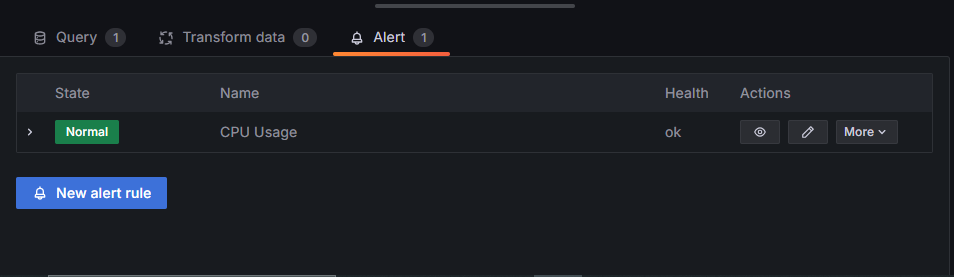 Query 1 Transform data 0 Alert 1
State Name Health Actions
Normal CPU Usage ok More
New alert rule